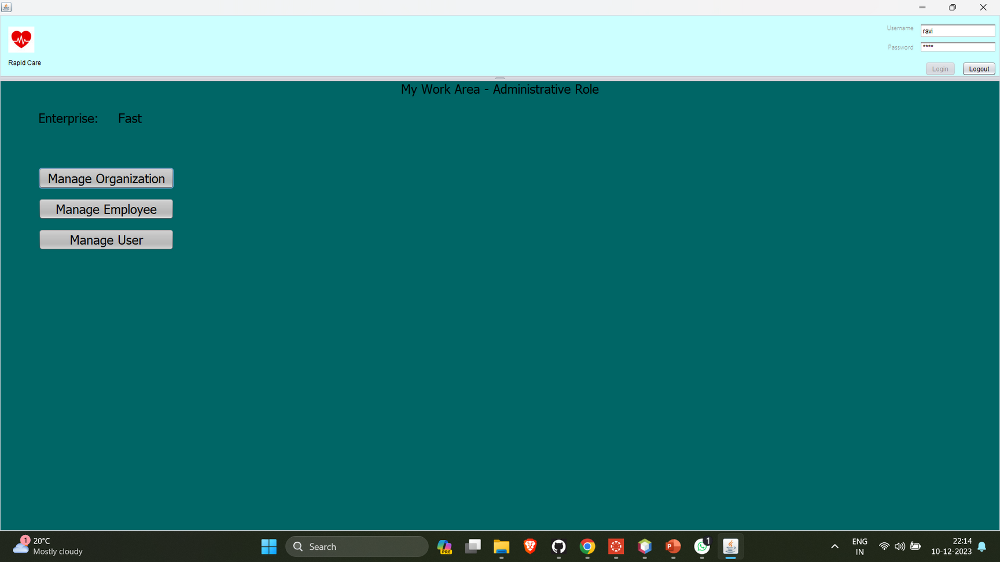 Username
ravi
Password
****
Rapid Care
Login
Logout
My Work Area - Administrative Role
Enterprise: Fast
Manage Organization
Manage Employee
Manage User
1
20°C
Mostly cloudy
Search
PRE
P
1
ENG
IN
22:14
10-12-2023